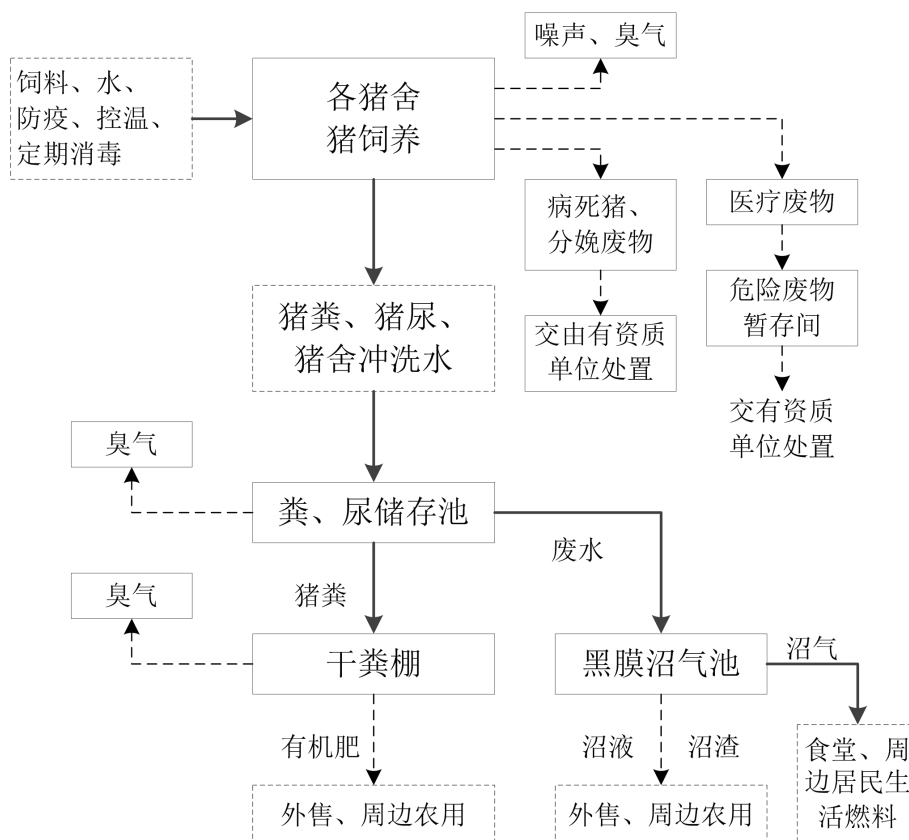 噪声、臭气
饲料、水、
防疫、控温、
定期消毒
各猪舍
猪饲养
病死猪、
分娩废物
医疗废物
危险废物
暂存间
猪粪、猪尿、
猪舍冲洗水
交由有资质
单位处置
交有资质
单位处置
臭气
粪、尿储存池
废水
猪粪
臭气
干粪棚
黑膜沼气池
沼气
有机肥
沼液
沼渣
食堂、周
边居民生
活燃料
外售、周边农用
外售、周边农用